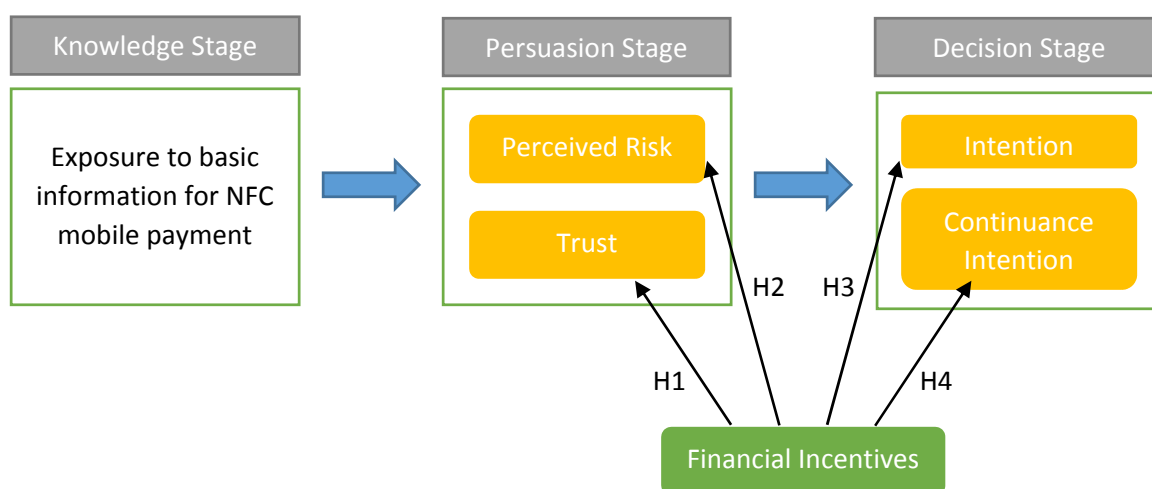 Knowledge Stage
Persuasion Stage
Decision Stage
Exposure to basic
information for NFC
mobile payment
Perceived Risk
Trust
Intention
Continuance
Intention
H1
H2
H3
H4
Financial Incentives